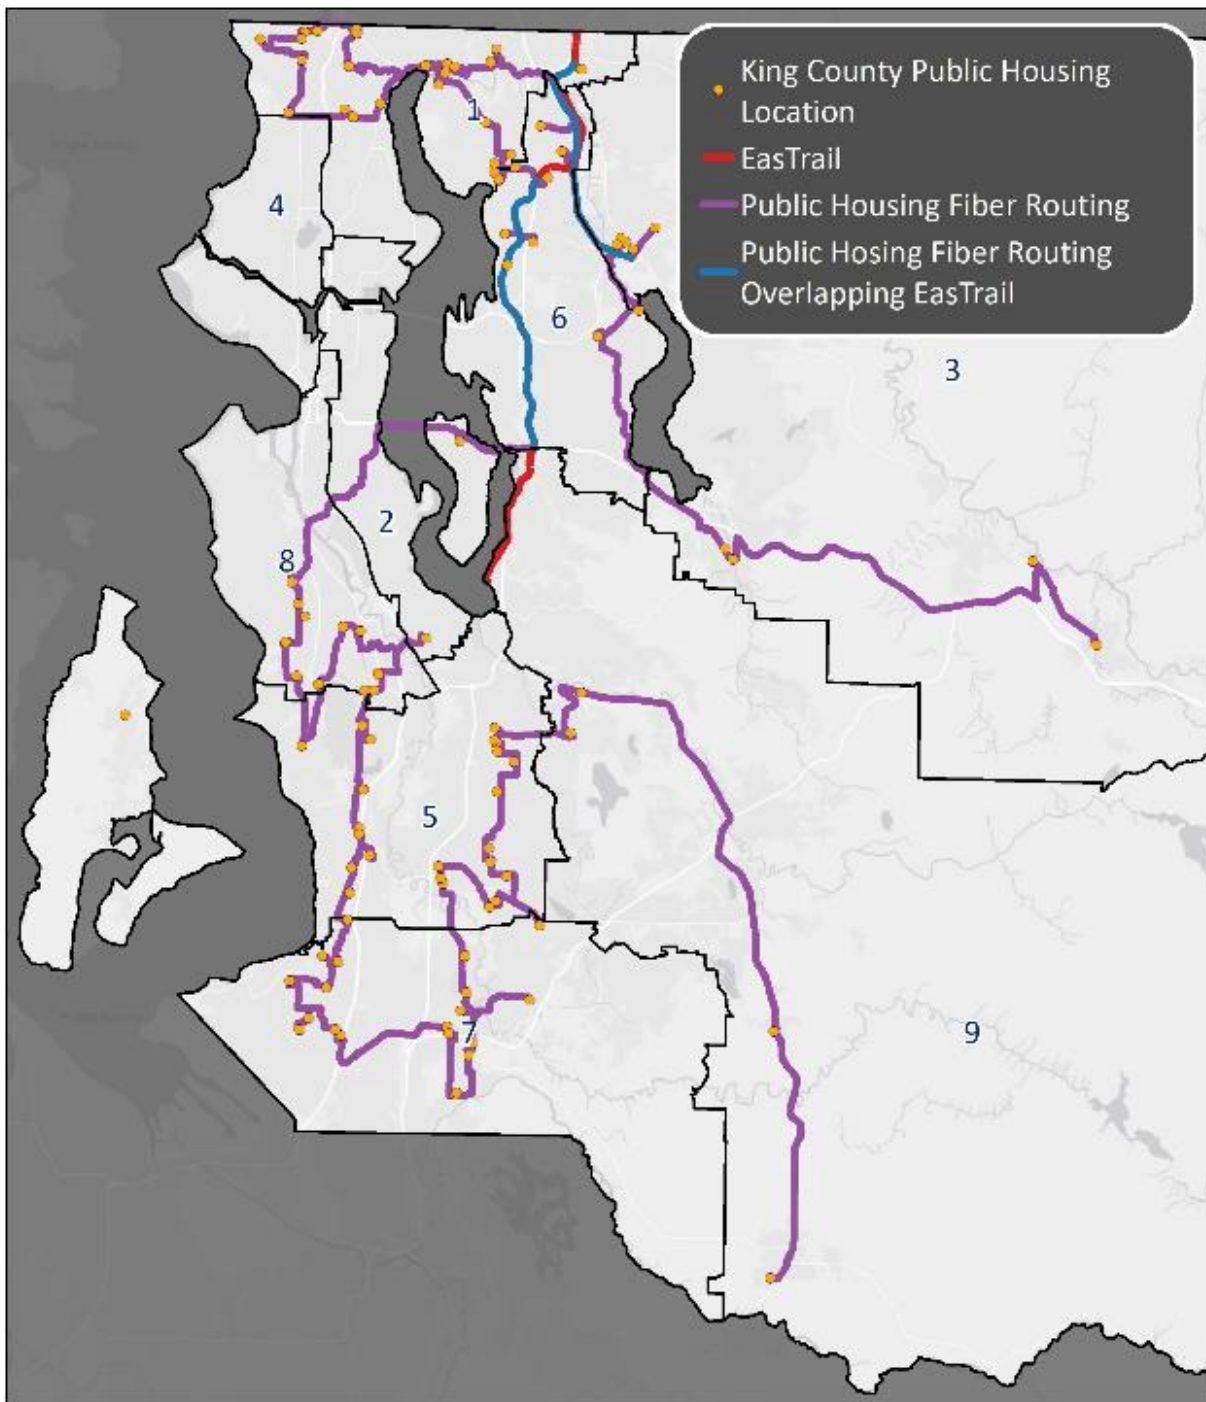 King County Public Housing
Location
EasTrail
Public Housing Fiber Routing
Public Hosing Fiber Routing
Overlapping EasTrail
1
4
6
3
2
8
5
7
9